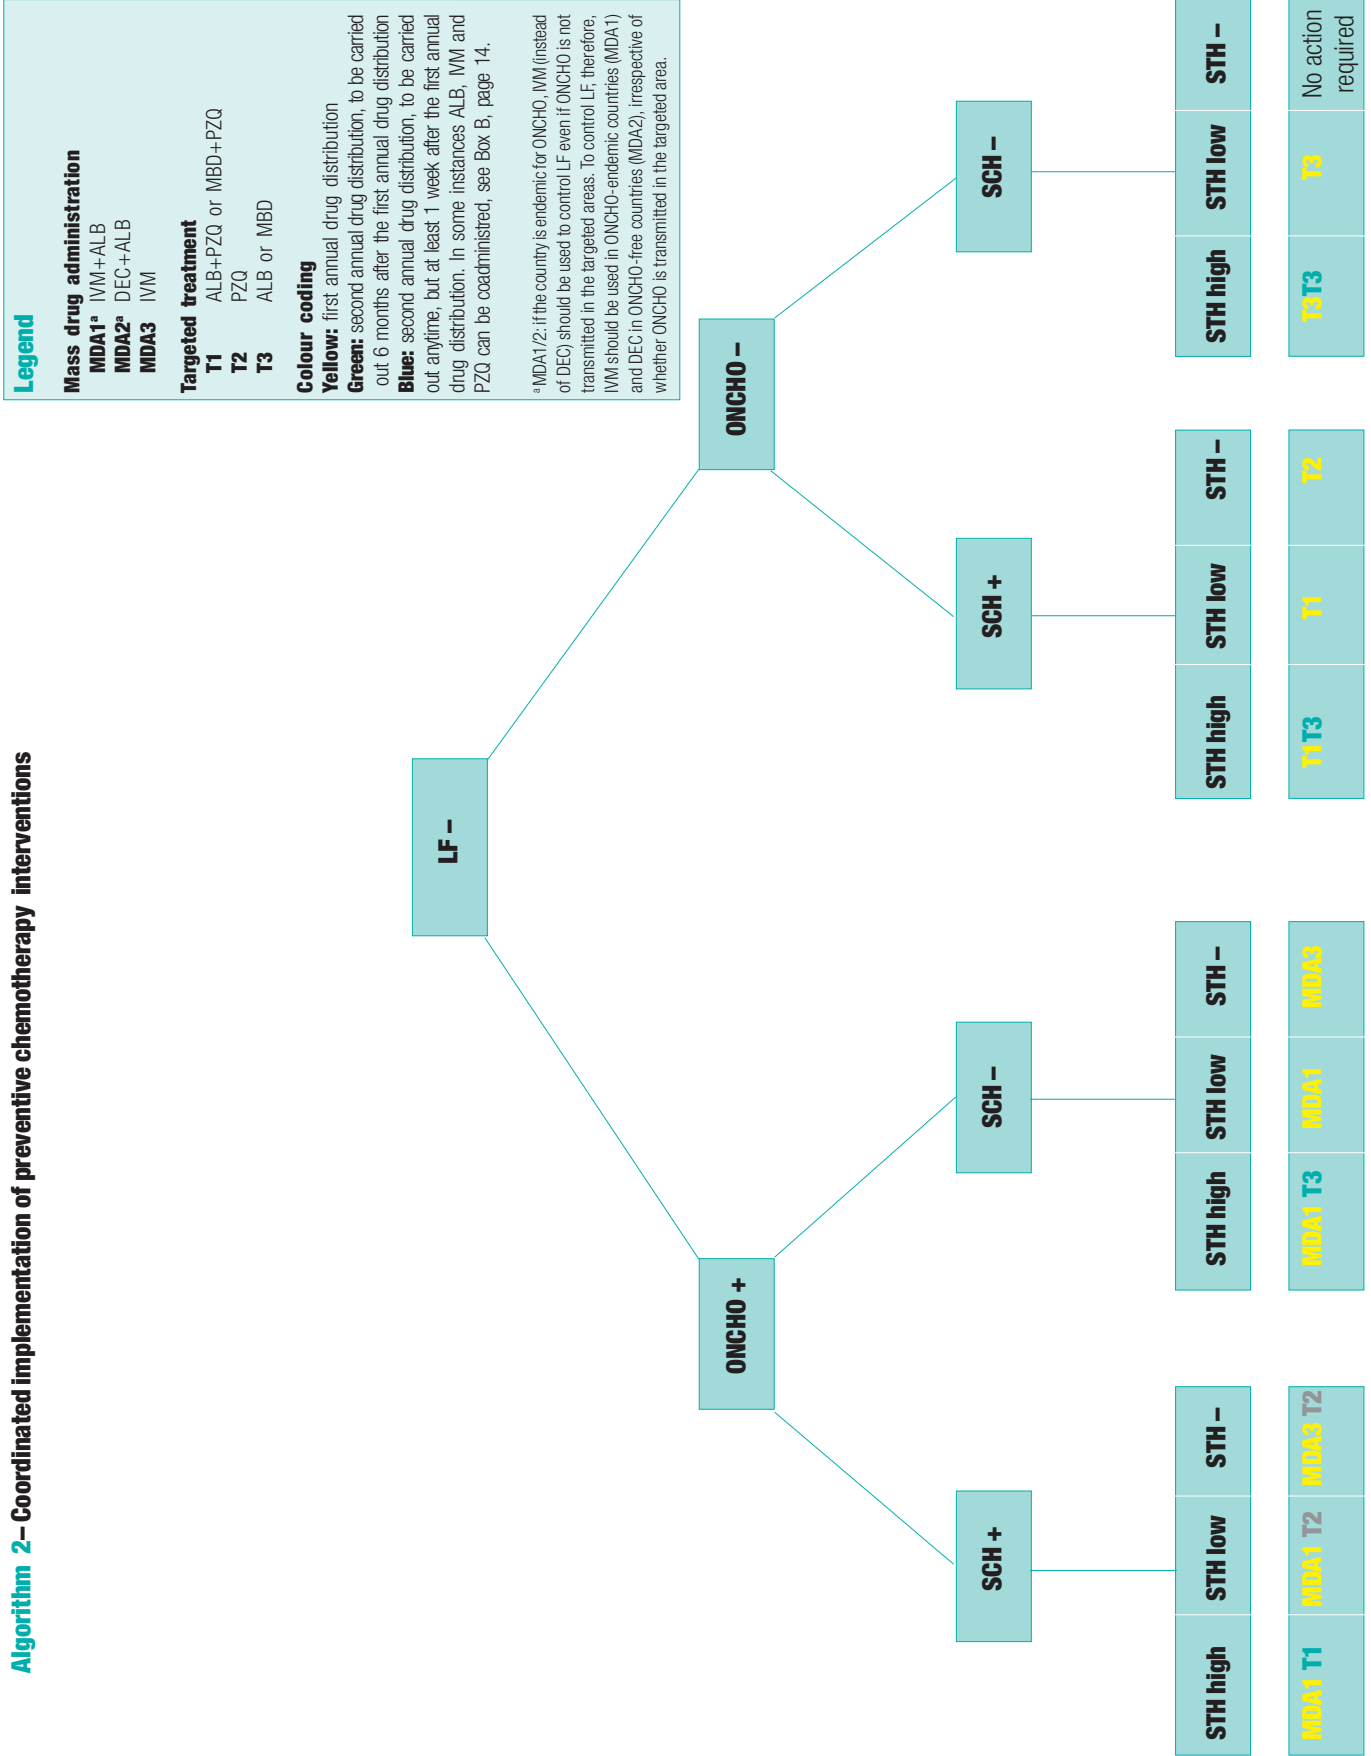 Algorithm 2– Coordinated implementation of preventive chemotherapy interventions
Legend
Mass drug administration
MDA1ª IVM+ALB
MDA2ª DEC+ALB
MDA3 IVM
Targeted treatment
T1 ALB+PZQ or MBD+PZQ
T2 PZQ
T3 ALB or MBD
Colour coding
Yellow: first annual drug distribution
Green: second annual drug distribution, to be carried
out 6 months after the first annual drug distribution
Blue: second annual drug distribution, to be carried
out anytime, but at least 1 week after the first annual
drug distribution. In some instances ALB, IVM and
PZQ can be coadministred, see Box B, page 14.
ª MDA1/2: if the country is endemic for ONCHO, IVM (instead
of DEC) should be used to control LF even if ONCHO is not
transmitted in the targeted areas. To control LF, therefore,
IVM should be used in ONCHO-endemic countries (MDA1)
and DEC in ONCHO-free countries (MDA2), irrespective of
whether ONCHO is transmitted in the targeted area.
LF –
ONCHO +
ONCHO –
SCH +
SCH –
SCH +
SCH –
STH high
STH low
STH –
STH high
STH low
STH –
STH high
STH low
STH –
STH high
STH low
STH –
MDA1 T1
MDA1 T2
MDA3 T2
MDA1 T3
MDA1
MDA3
T1T3
T1
T2
T3T3
T3
No action
required